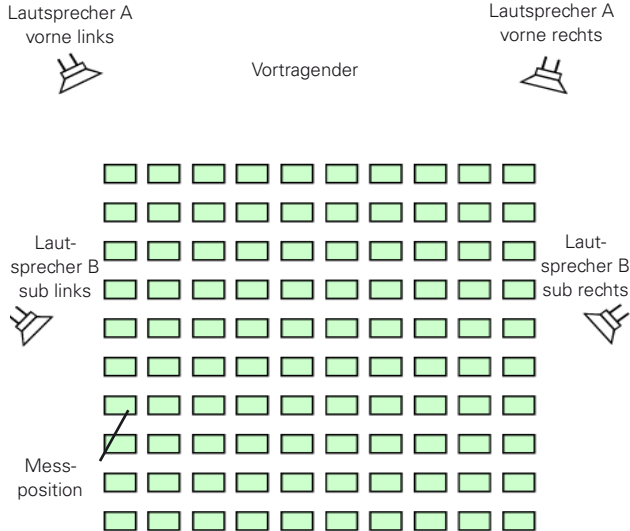 Lautsprecher A
vorne links
Vortragender
Lautsprecher A
vorne rechts
Laut-
sprecher B
sub links
Laut-
sprecher B
sub rechts
Mess-
position